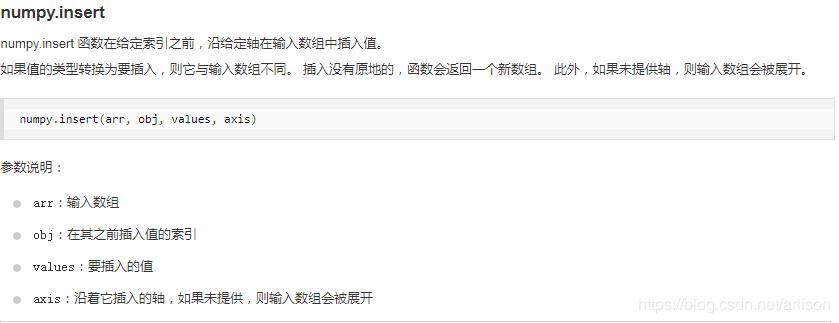 numpy.insert
numpy.insert 函数在给定索引之前，沿给定轴在输入数组中插入值。
如果值的类型转换为要插入，则它与输入数组不同。 插入没有原地的，函数会返回一个新数组。 此外，如果未提供轴，则输入数组会被展开。
numpy.insert(arr, obj, values, axis)
参数说明：
arr：输入数组
obj：在其之前插入值的索引
values：要插入的值
axis：沿着它插入的轴，如果未提供，则输入数组会被展开
https://blog.csdn.net/arlison